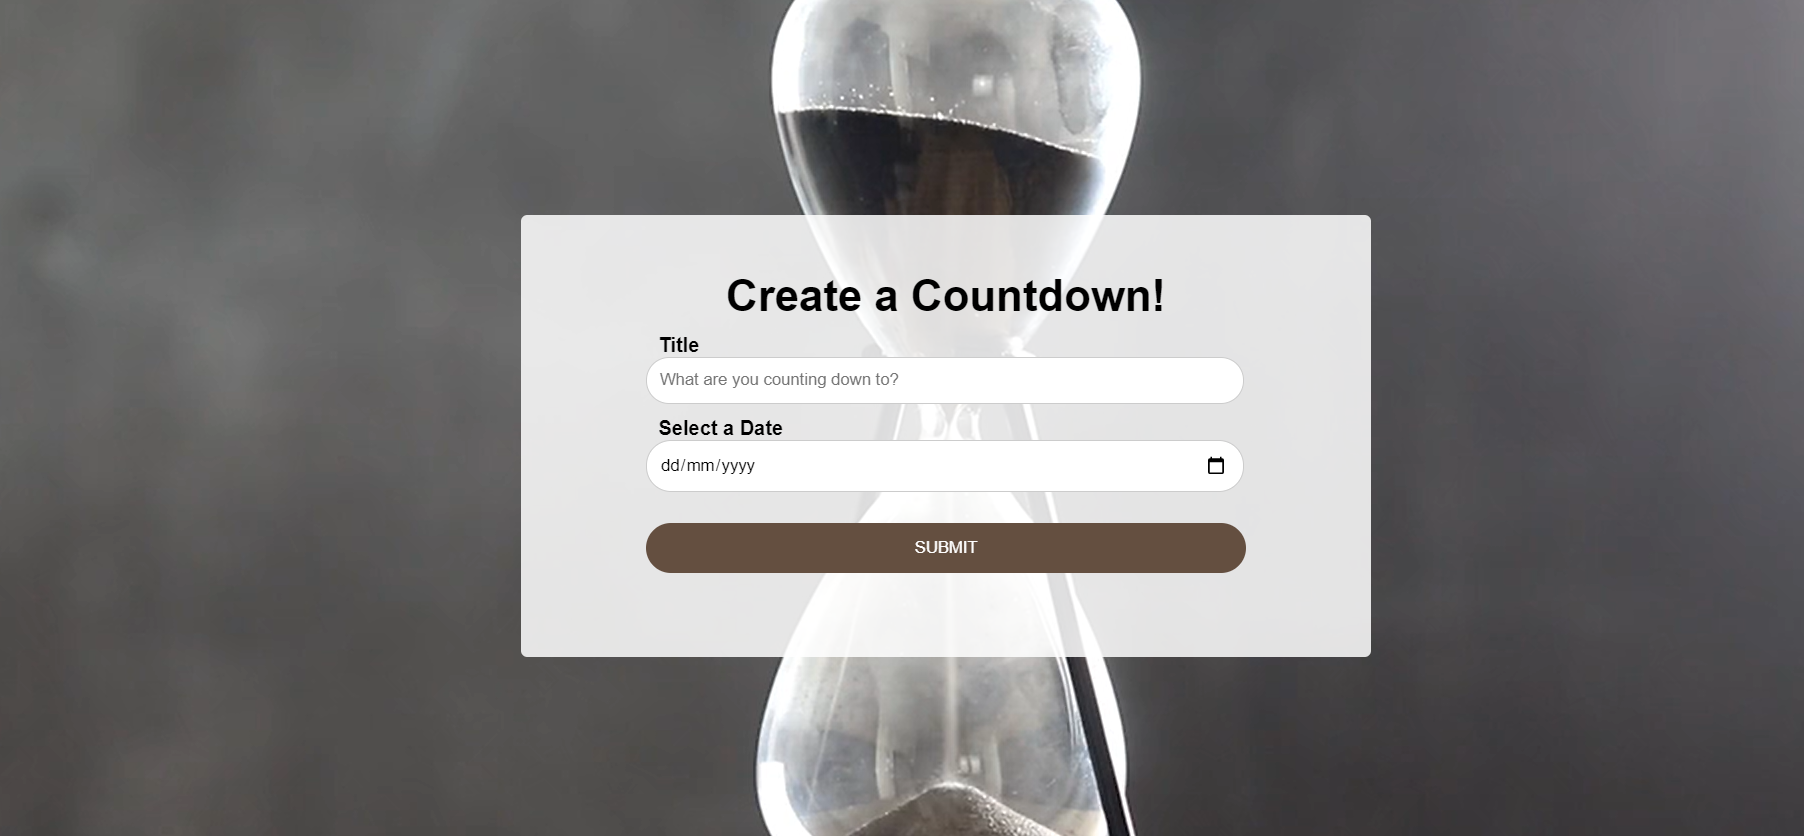 Create a Countdown!
Title
What are you counting down to?
Select a Date
dd/mm/yyyy
SUBMIT